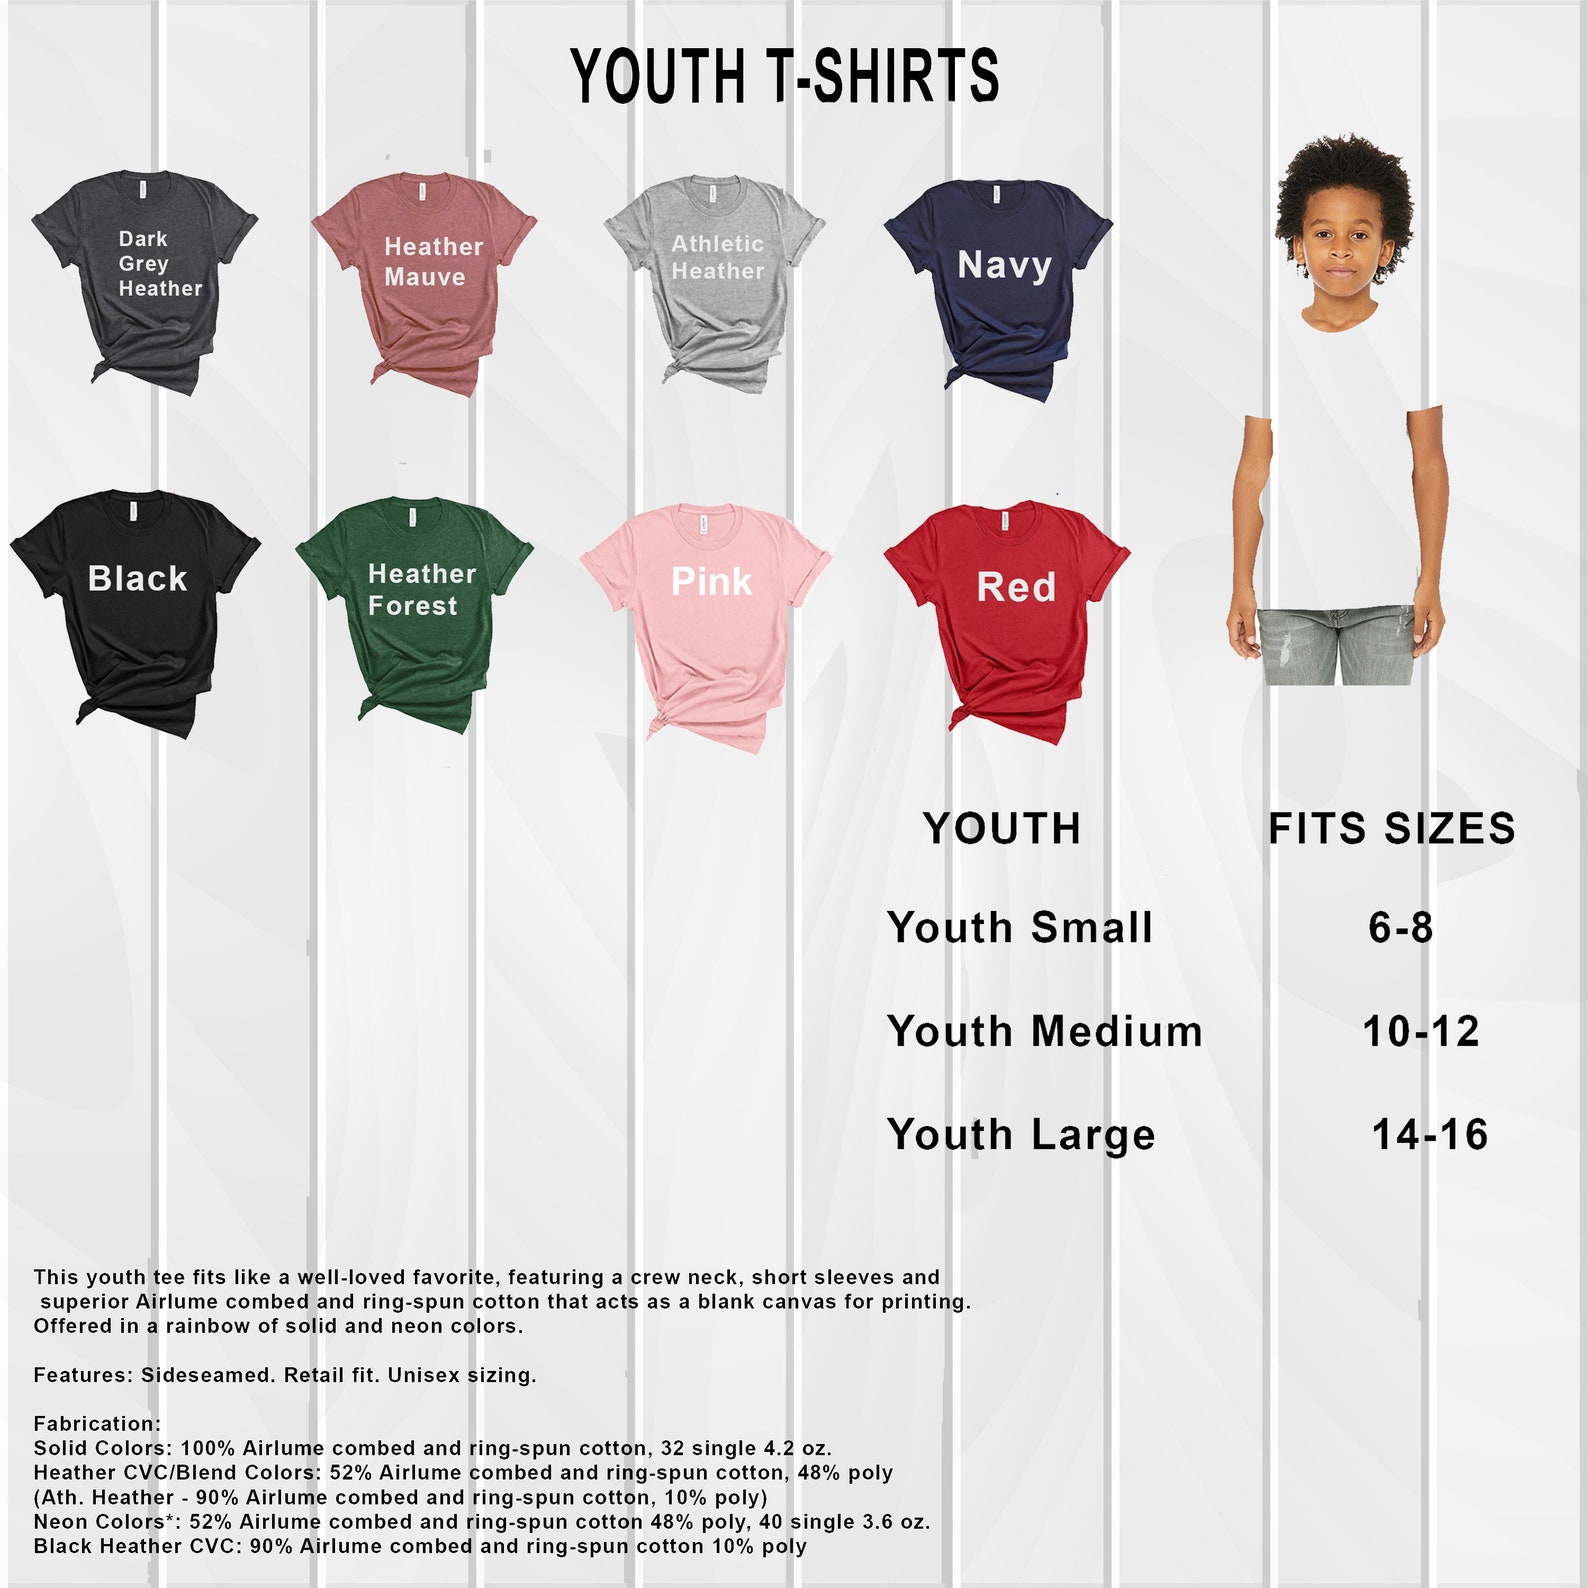 YOUTH T-SHIRTS
Dark
Grey
Heather
Heather
Mauve
Athletic
Heather
Navy
Black
Heather
Forest
Pink
Red
YOUTH FITS SIZES
Youth Small 6-8
Youth Medium 10-12
Youth Large 14-16
This youth tee fits like a well-loved favorite, featuring a crew neck, short sleeves and
superior Airlume combed and ring-spun cotton that acts as a blank canvas for printing.
Offered in a rainbow of solid and neon colors.
Features: Sideseamed. Retail fit. Unisex sizing.
Fabrication:
Solid Colors: 100% Airlume combed and ring-spun cotton, 32 single 4.2 oz.
Heather CVC/Blend Colors: 52% Airlume combed and ring-spun cotton, 48% poly
(Ath. Heather - 90% Airlume combed and ring-spun cotton, 10% poly)
Neon Colors*: 52% Airlume combed and ring-spun cotton 48% poly, 40 single 3.6 oz.
Black Heather CVC: 90% Airlume combed and ring-spun cotton 10% poly